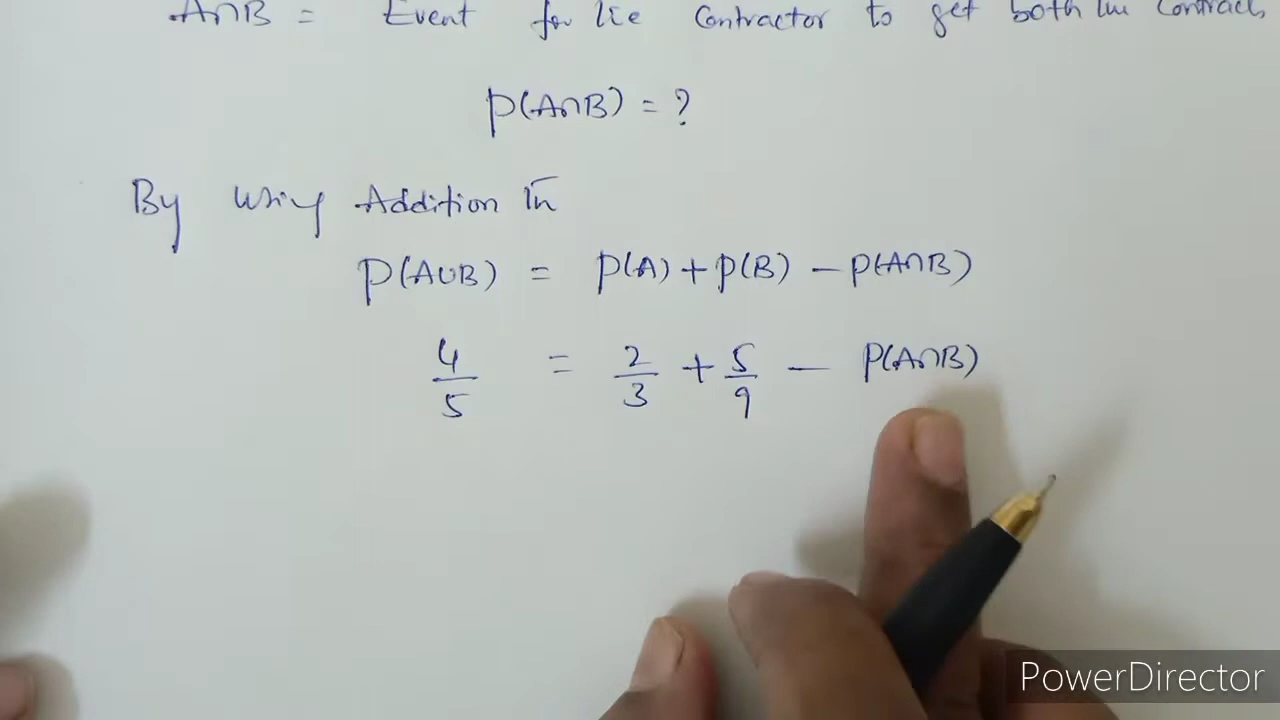 A∩B = Event for the Contractor to get both the Contracts
P(A∩B) = ?
By Using Addition Th
P(A∪B) = P(A) + P(B) – P(A∩B)
4/5 = 2/3 + 5/9 – P(A∩B)
PowerDirector